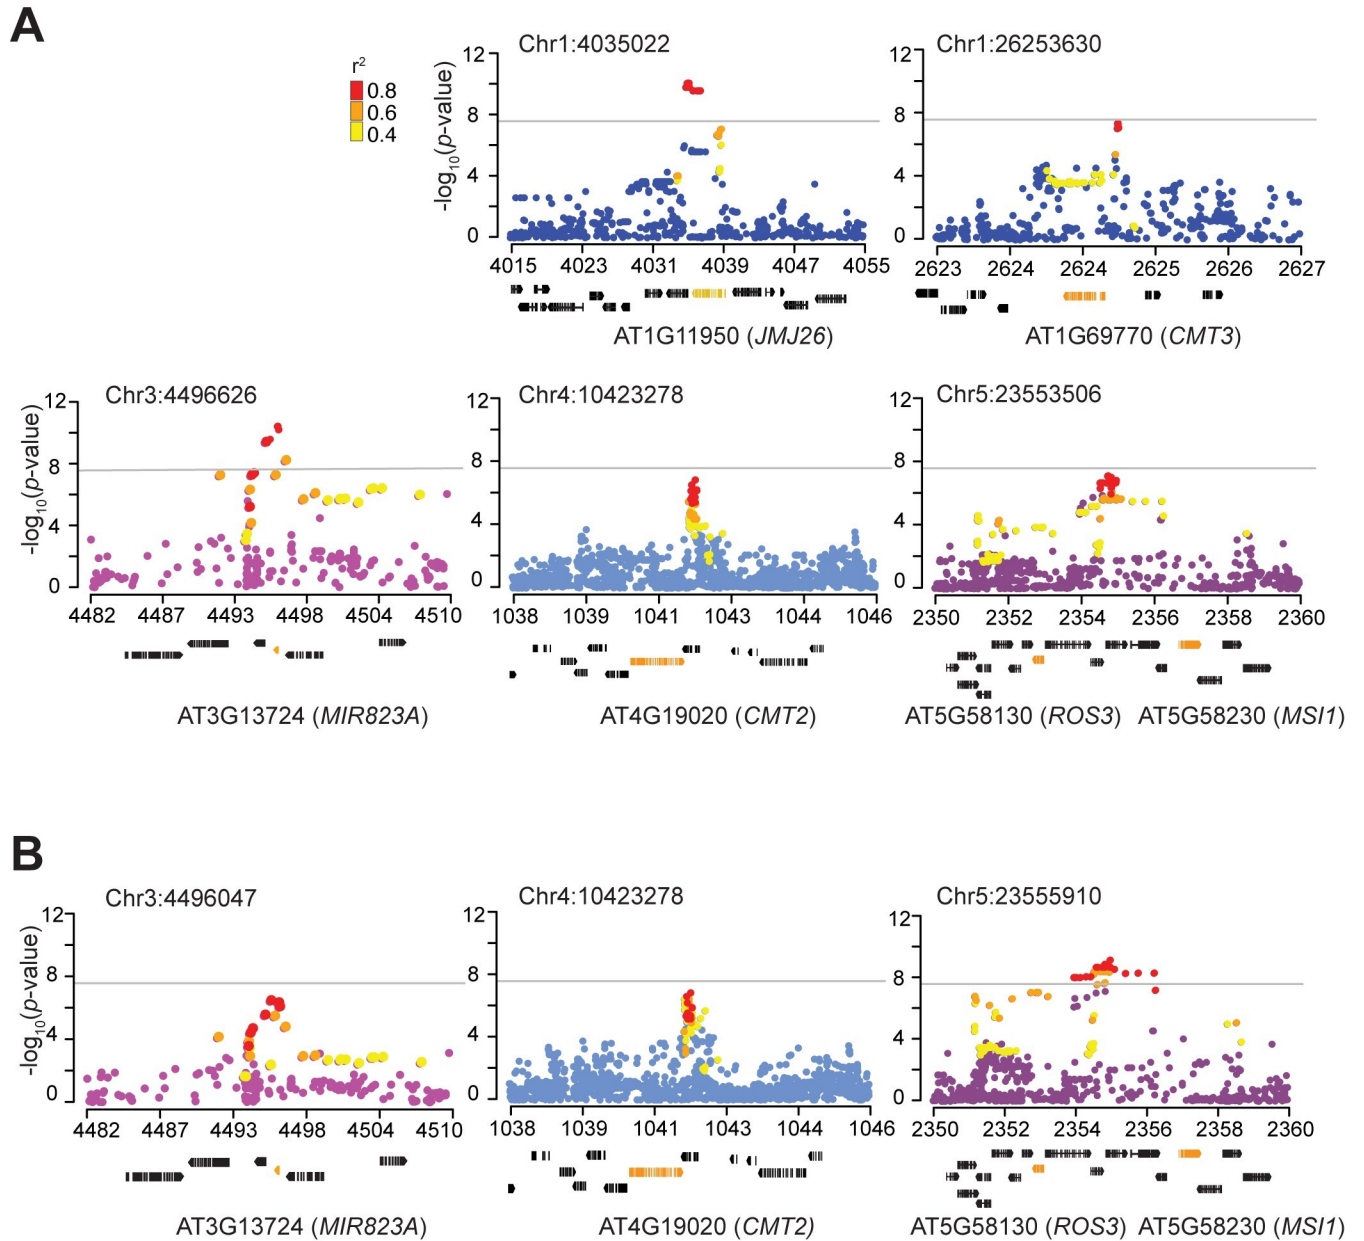 A
r2
0.8
0.6
0.4
Chr1:4035022
-log10(p-value)
12
8
4
0
4015 4023 4031 4039 4047 4055
AT1G11950 (JMJ26)
Chr1:26253630
12
8
4
0
2623 2624 2624 2625 2626 2627
AT1G69770 (CMT3)
Chr3:4496626
-log10(p-value)
12
8
4
0
4482 4487 4493 4498 4504 4510
AT3G13724 (MIR823A)
Chr4:10423278
12
8
4
0
1038 1039 1041 1043 1044 1046
AT4G19020 (CMT2)
Chr5:23553506
12
8
4
0
2350 2352 2354 2356 2358 2360
AT5G58130 (ROS3) AT5G58230 (MSI1)
B
Chr3:4496047
-log10(p-value)
12
8
4
0
4482 4487 4493 4498 4504 4510
AT3G13724 (MIR823A)
Chr4:10423278
12
8
4
0
1038 1039 1041 1043 1044 1046
AT4G19020 (CMT2)
Chr5:23555910
12
8
4
0
2350 2352 2354 2356 2358 2360
AT5G58130 (ROS3) AT5G58230 (MSI1)